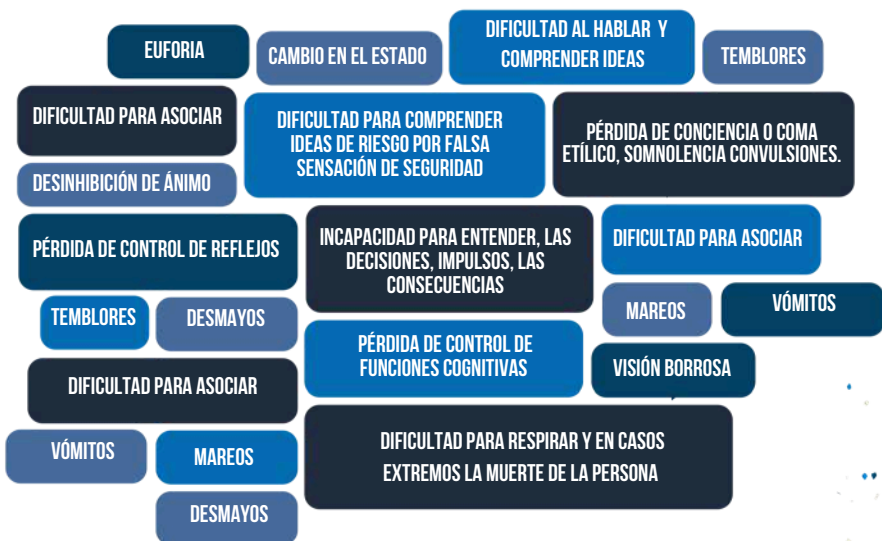 EUFORIA
CAMBIO EN EL ESTADO
DIFICULTAD AL HABLAR Y
COMPRENDER IDEAS
TEMBLORES
DIFICULTAD PARA ASOCIAR
DIFICULTAD PARA COMPRENDER
IDEAS DE RIESGO POR FALSA
SENSACIÓN DE SEGURIDAD
PÉRDIDA DE CONCIENCIA O COMA
ETÍLICO, SOMNOLENCIA CONVULSIONES.
DESINHIBICIÓN DE ÁNIMO
PÉRDIDA DE CONTROL DE REFLEJOS
INCAPACIDAD PARA ENTENDER, LAS
DECISIONES, IMPULSOS, LAS
CONSECUENCIAS
DIFICULTAD PARA ASOCIAR
TEMBLORES
DESMAYOS
MAREOS
VÓMITOS
PÉRDIDA DE CONTROL DE
FUNCIONES COGNITIVAS
VISIÓN BORROSA
DIFICULTAD PARA ASOCIAR
VÓMITOS
MAREOS
DIFICULTAD PARA RESPIRAR Y EN CASOS
EXTREMOS LA MUERTE DE LA PERSONA
DESMAYOS